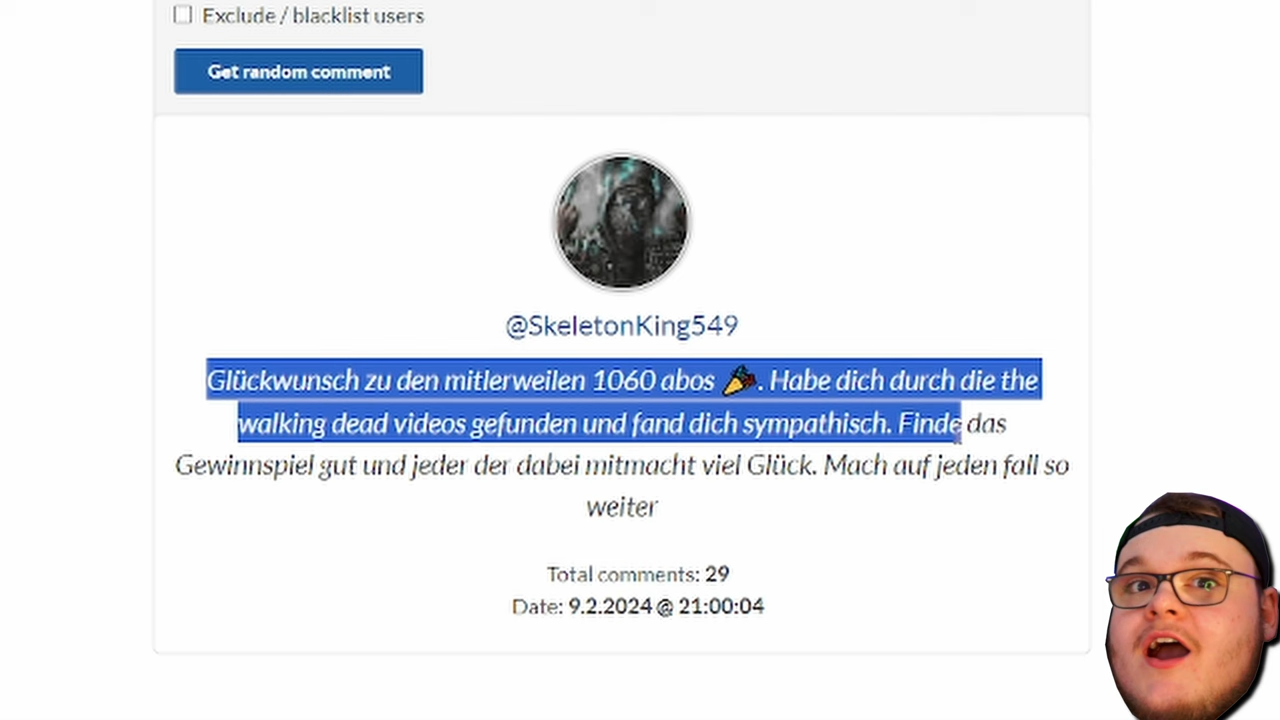 Exclude / blacklist users
Get random comment
@SkeletonKing549
Glückwunsch zu den mitlerweilen 1060 abos 🎉. Habe dich durch die the
walking dead videos gefunden und fand dich sympathisch. Finde das
Gewinnspiel gut und jeder der dabei mitmacht viel Glück. Mach auf jeden fall so
weiter
Total comments: 29
Date: 9.2.2024 @ 21:00:04